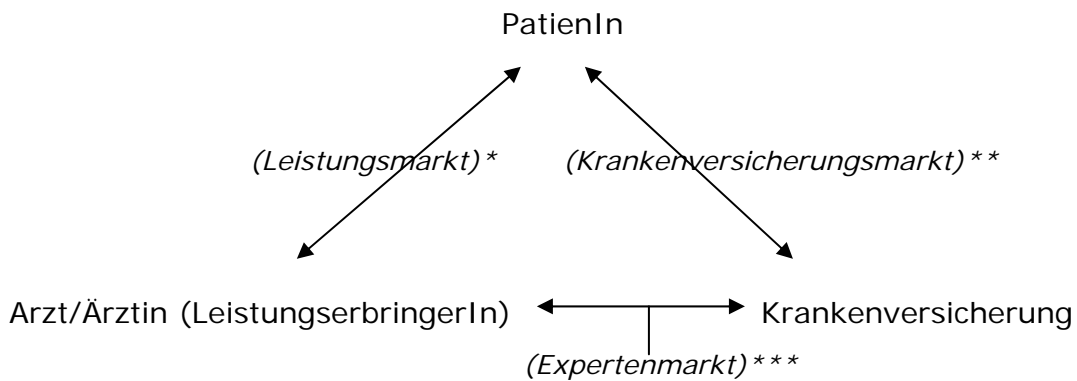 PatienIn
(Leistungsmarkt)* (Krankenversicherungsmarkt)**
Arzt/Ärztin (LeistungserbringerIn) Krankenversicherung
(Expertenmarkt)***